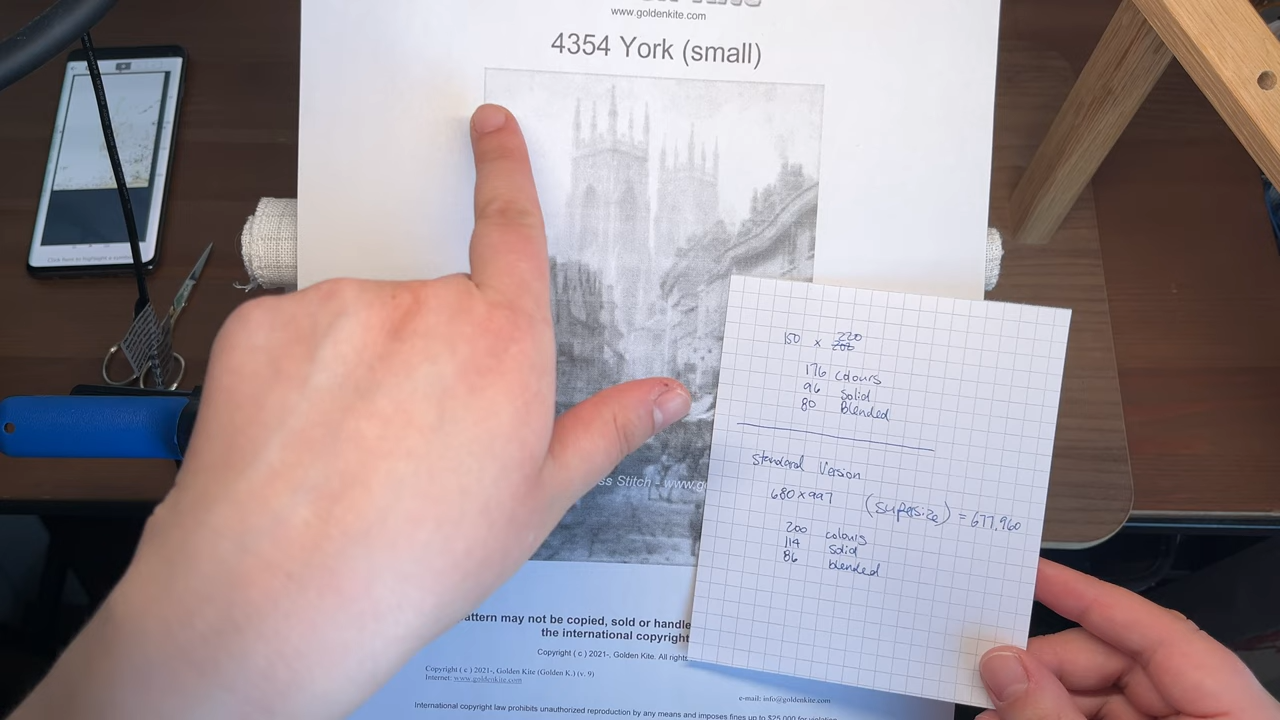 www.goldenkite.com
4354 York (small)
150 x 220
200
176 colours
96 Solid
80 Blended
Standard Version
680x997 (supersize) = 677,960
200 colours
114 solid
86 blended
ss Stitch - www.g
attern may not be copied, sold or handle
the international copyright
Copyright ( c ) 2021-, Golden Kite. All rights
Copyright ( c ) 2021-, Golden Kite (Golden K.) (v. 9)
Internet: www.goldenkite.com
e-mail: info@goldenkite.com
International copyright law prohibits unauthorized reproduction by any means and imposes fines up to $25,000 for violation